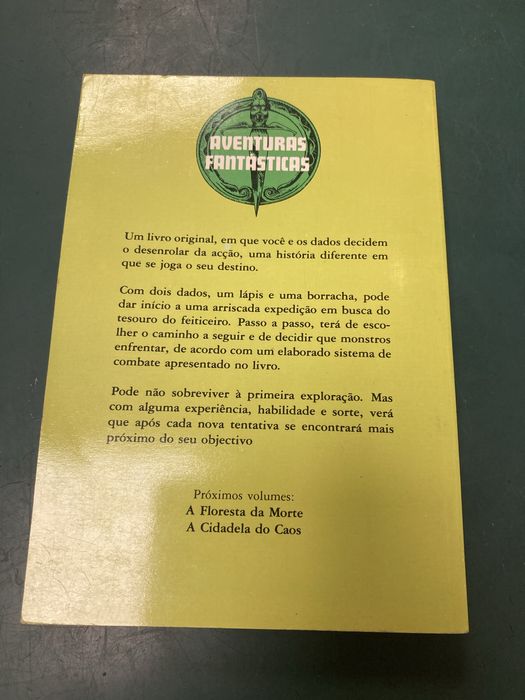 AVENTURAS
FANTÁSTICAS
Um livro original, em que você e os dados decidem
o desenrolar da acção, uma história diferente em
que se joga o seu destino.
Com dois dados, um lápis e uma borracha, pode
dar início a uma arriscada expedição em busca do
tesouro do feiticeiro. Passo a passo, terá de esco-
lher o caminho a seguir e de decidir que monstros
enfrentar, de acordo com um elaborado sistema de
combate apresentado no livro.
Pode não sobreviver à primeira exploração. Mas
com alguma experiência, habilidade e sorte, verá
que após cada nova tentativa se encontrará mais
próximo do seu objectivo
Próximos volumes:
A Floresta da Morte
A Cidadela do Caos